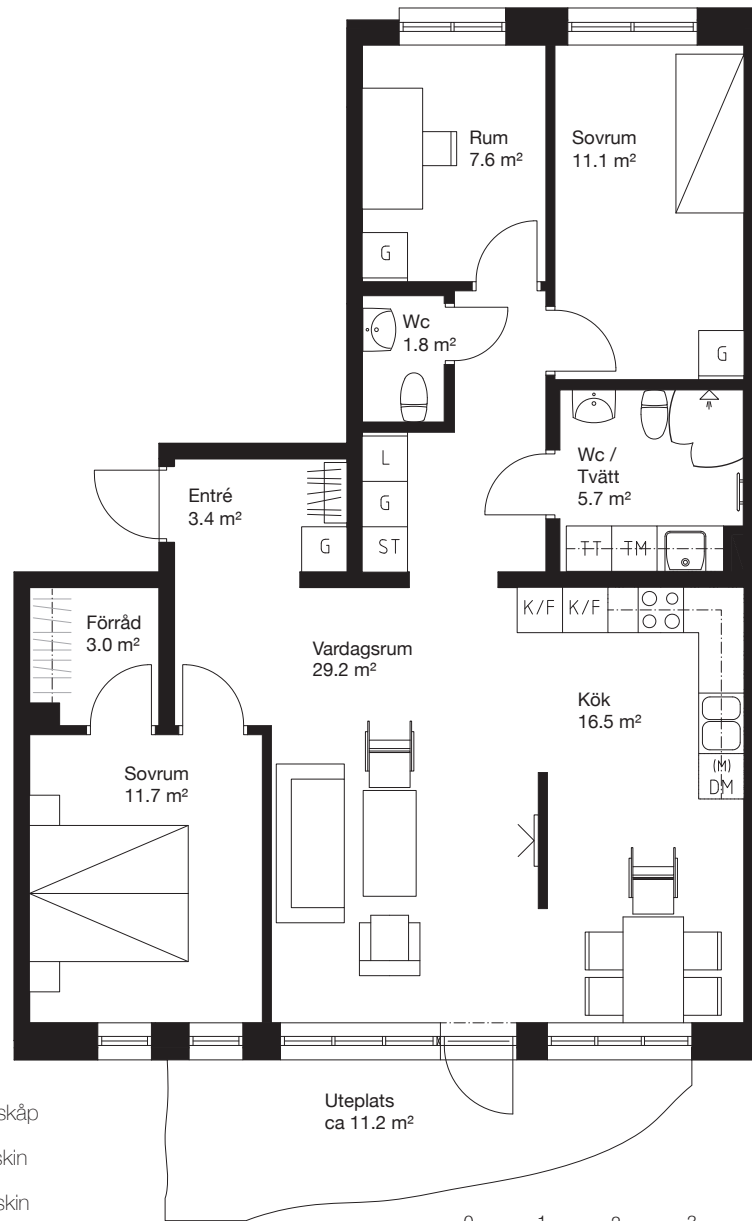 Rum
7.6 m²
Sovrum
11.1 m²
G
Wc
1.8 m²
G
L
G
ST
Wc /
Tvätt
5.7 m²
Entré
3.4 m²
G
TT TM
K/F K/F
Förråd
3.0 m²
Vardagsrum
29.2 m²
Kök
16.5 m²
(M)
DM
Sovrum
11.7 m²
Uteplats
ca 11.2 m²
skåp
skin
skin
0 1 2 3